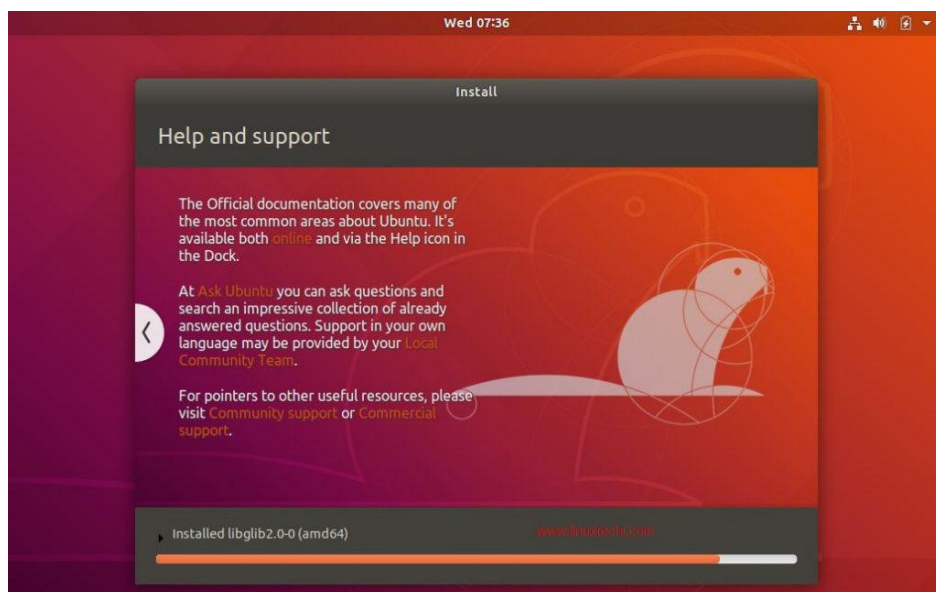 Wed 07:36
Install
Help and support
The Official documentation covers many of
the most common areas about Ubuntu. It's
available both online and via the Help icon in
the Dock.
At Ask Ubuntu you can ask questions and
search an impressive collection of already
answered questions. Support in your own
language may be provided by your Local
Community Team.
For pointers to other useful resources, please
visit Community support or Commercial
support.
Installed libglib2.0-0 (amd64)
www.linuxtechi.com